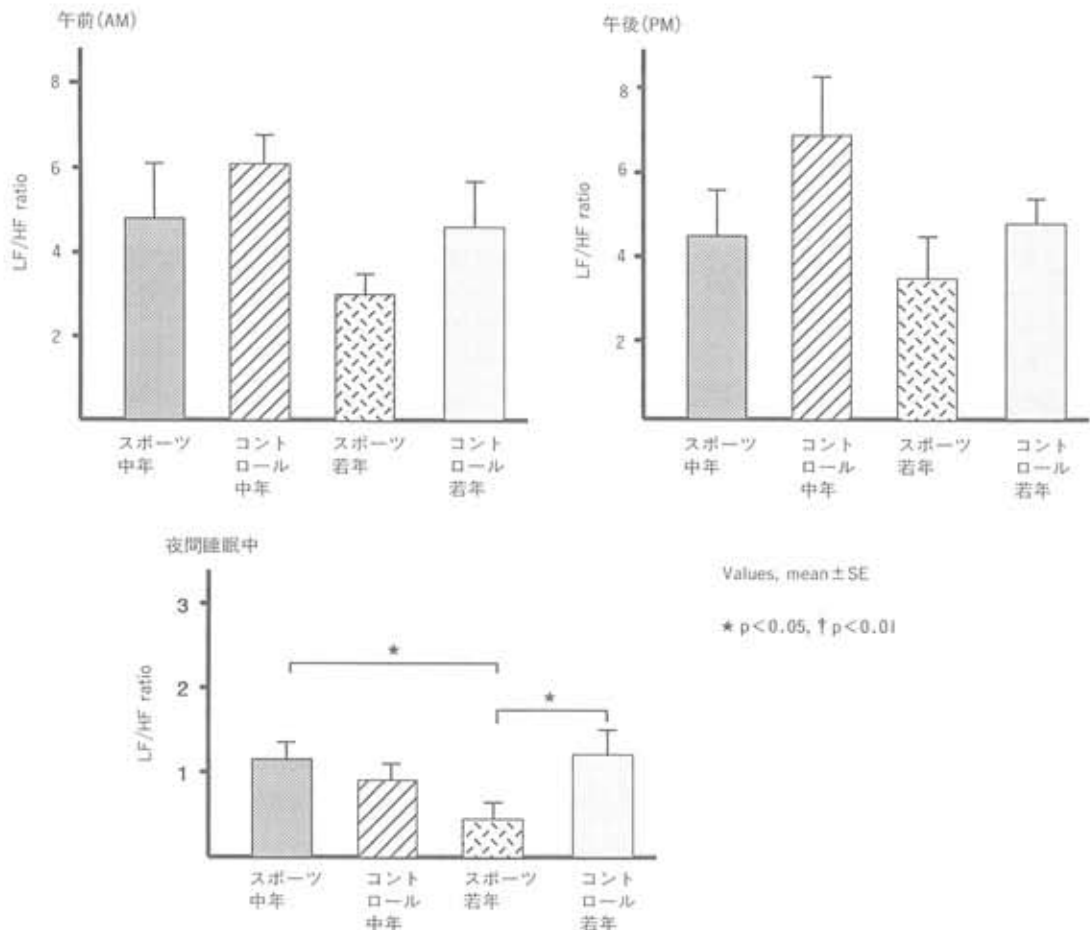 午前(AM)
8
6
4
2
LF/HF ratio
スポーツ
中年
コント
ロール
中年
スポーツ
若年
コント
ロール
若年
午後(PM)
8
6
4
2
LF/HF ratio
スポーツ
中年
コント
ロール
中年
スポーツ
若年
コント
ロール
若年
夜間睡眠中
3
2
1
LF/HF ratio
★
★
スポーツ
中年
コント
ロール
中年
スポーツ
若年
コント
ロール
若年
Values, mean±SE
★ p<0.05, † p<0.01